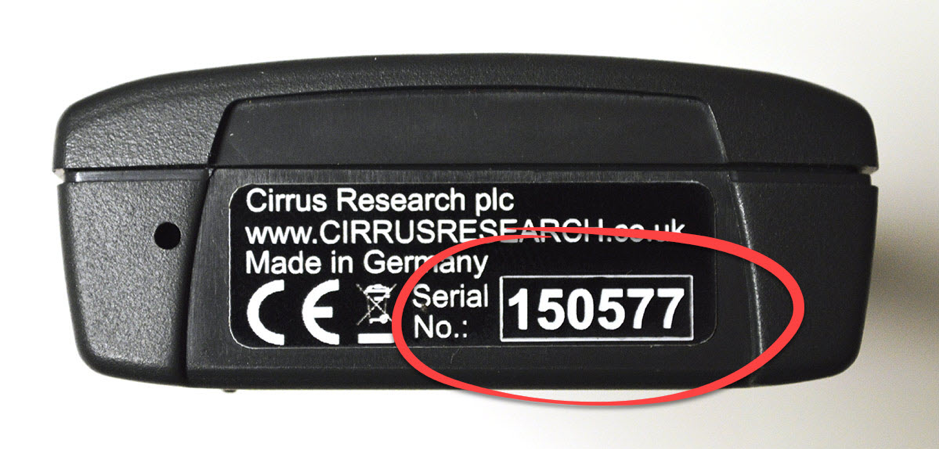 Cirrus Research plc
www.CIRRUSRESEARCH.co.uk
Made in Germany
CE Serial No.: 150577